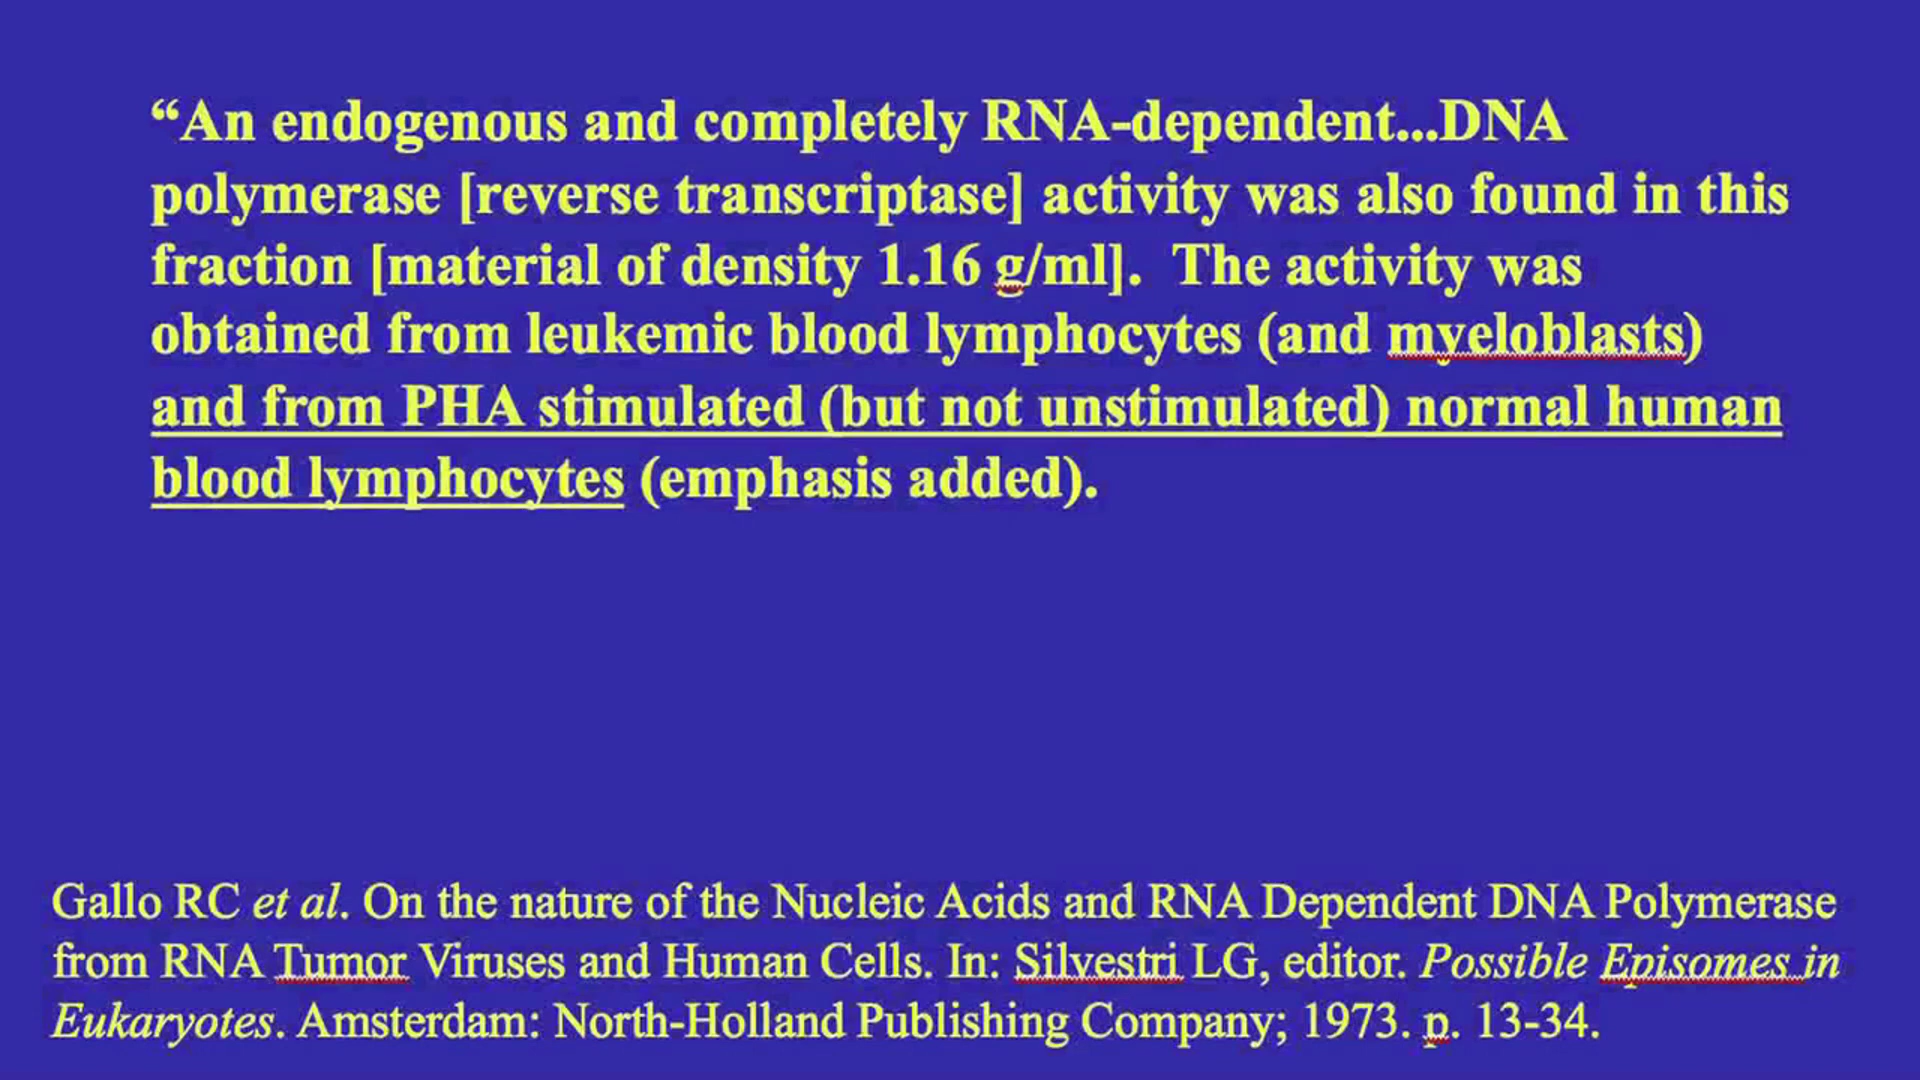 “An endogenous and completely RNA-dependent...DNA
polymerase [reverse transcriptase] activity was also found in this
fraction [material of density 1.16 g/ml].  The activity was
obtained from leukemic blood lymphocytes (and myeloblasts)
and from PHA stimulated (but not unstimulated) normal human
blood lymphocytes (emphasis added).
Gallo RC et al. On the nature of the Nucleic Acids and RNA Dependent DNA Polymerase
from RNA Tumor Viruses and Human Cells. In: Silvestri LG, editor. Possible Episomes in
Eukaryotes. Amsterdam: North-Holland Publishing Company; 1973. p. 13-34.